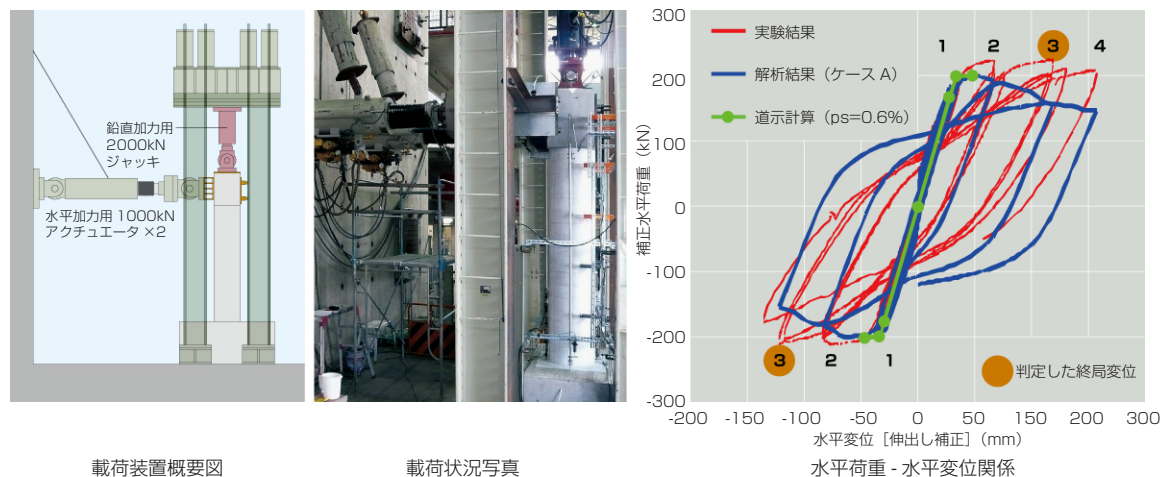 鉛直加力用
2000kN
ジャッキ
水平加力用 1000kN
アクチュエータ ×2
載荷装置概要図
載荷状況写真
300
200
100
0
-100
-200
-300
補正水平荷重（kN）
実験結果
解析結果（ケース A）
道示計算（ps=0.6%）
1
2
3
4
3
2
1
判定した終局変位
-200 -150 -100 -50 0 50 100 150 200 300
水平変位［伸出し補正］（mm）
水平荷重 - 水平変位関係